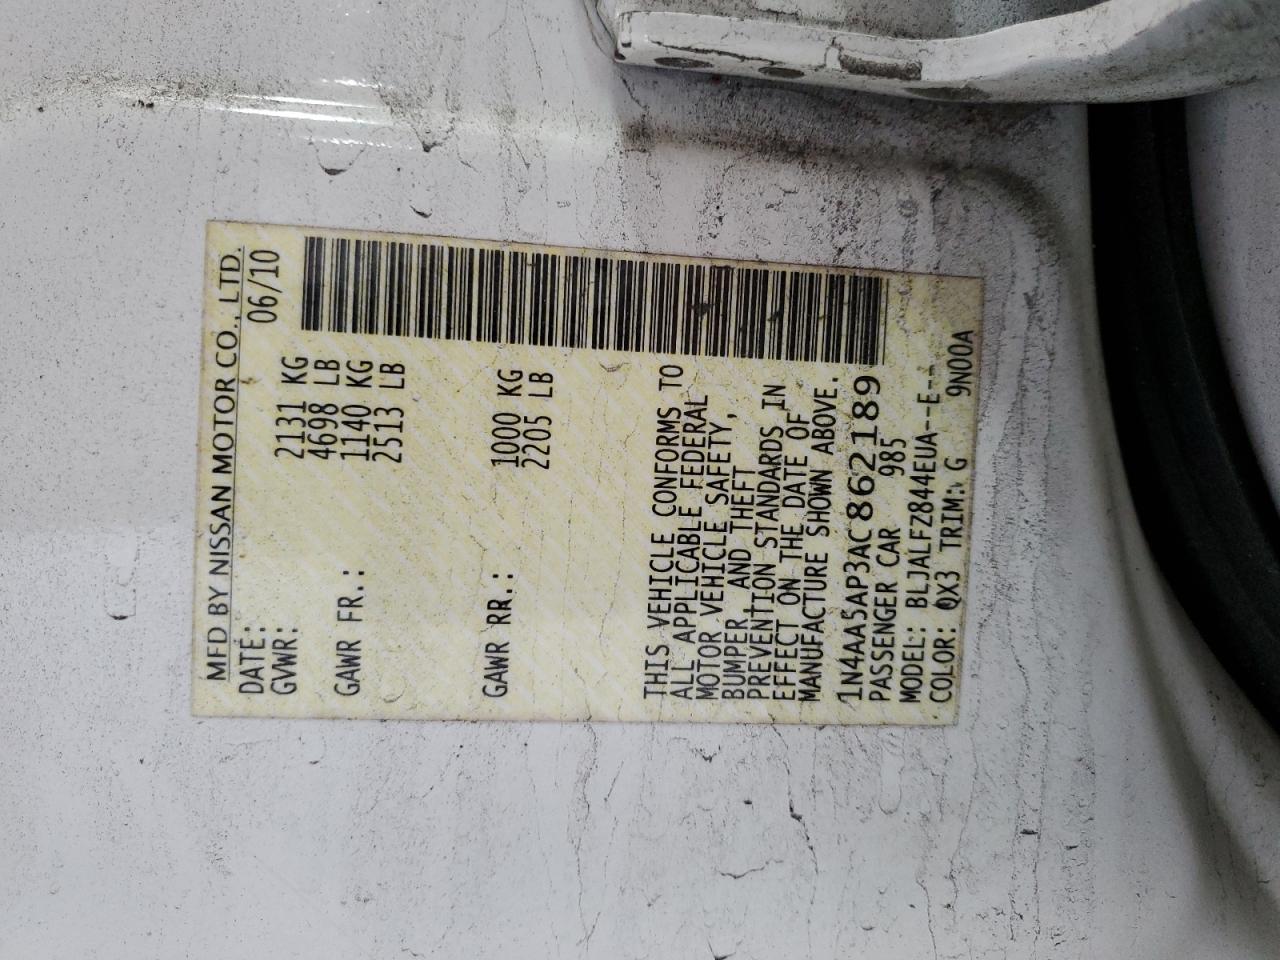 MFD BY NISSAN MOTOR CO., LTD.
DATE: 06/10
GVWR: 2131 KG
4698 LB
GAWR FR.: 1140 KG
2513 LB
GAWR RR.: 1000 KG
2205 LB
THIS VEHICLE CONFORMS TO
ALL APPLICABLE FEDERAL
MOTOR VEHICLE SAFETY,
BUMPER, AND THEFT
PREVENTION STANDARDS IN
EFFECT ON THE DATE OF
MANUFACTURE SHOWN ABOVE.
1N4AA5AP3AC862189
PASSENGER CAR 985
MODEL: BLJALFZ844EUA--E--
COLOR: QX3 TRIM: G 9N00A